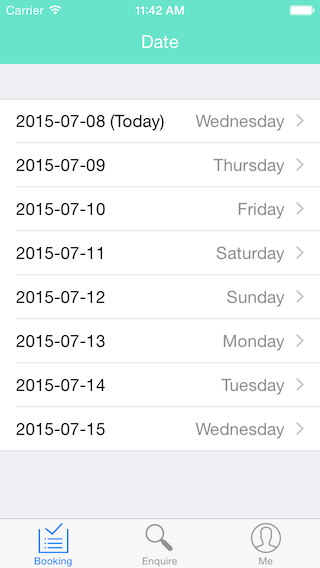 Carrier 11:42 AM
Date
2015-07-08 (Today) Wednesday
2015-07-09 Thursday
2015-07-10 Friday
2015-07-11 Saturday
2015-07-12 Sunday
2015-07-13 Monday
2015-07-14 Tuesday
2015-07-15 Wednesday
Booking Enquire Me